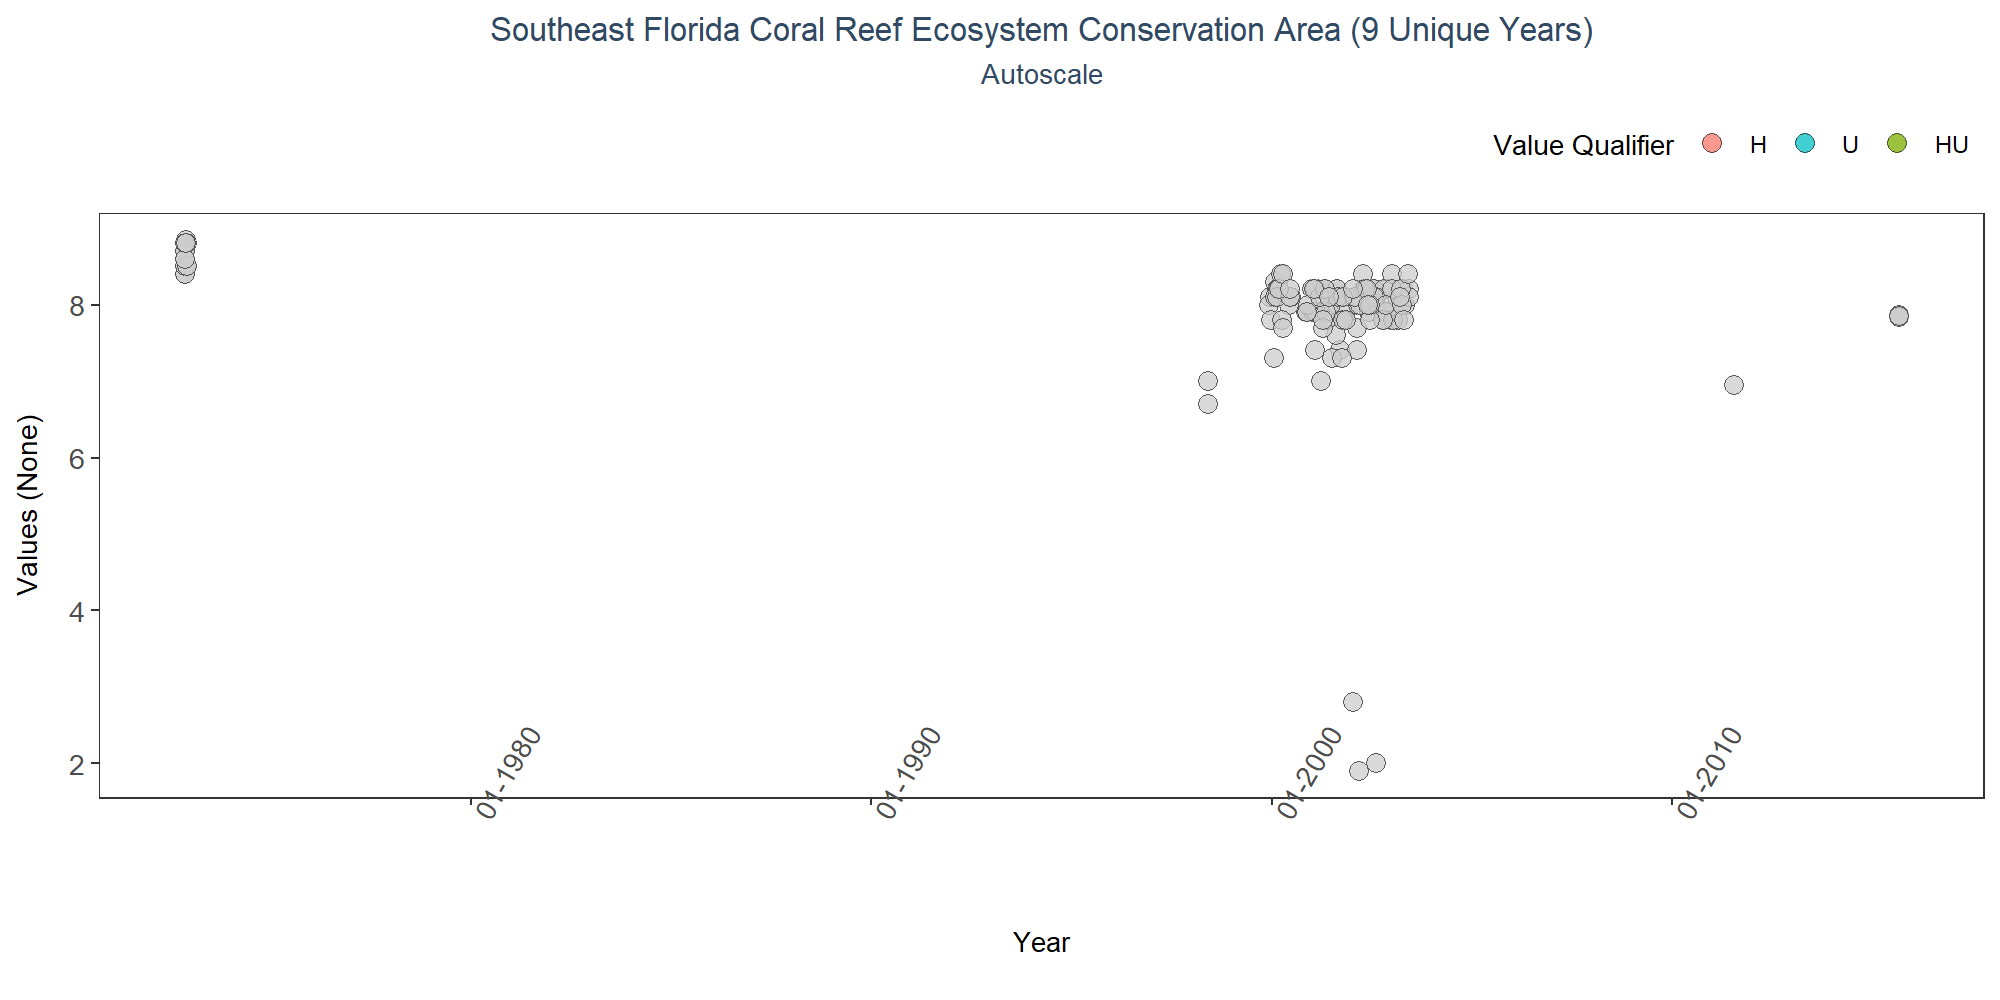 Southeast Florida Coral Reef Ecosystem Conservation Area (9 Unique Years)
Autoscale
Value Qualifier H U HU
Values (None)
8
6
4
2
01-1980
01-1990
01-2000
01-2010
Year